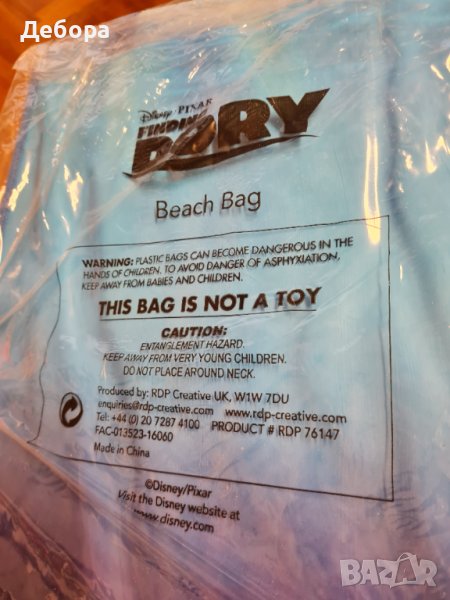 Дебора
Disney · PIXAR
FINDING
DORY
Beach Bag
WARNING: PLASTIC BAGS CAN BECOME DANGEROUS IN THE
HANDS OF CHILDREN. TO AVOID DANGER OF ASPHYXIATION,
KEEP AWAY FROM BABIES AND CHILDREN.
THIS BAG IS NOT A TOY
CAUTION:
ENTANGLEMENT HAZARD.
KEEP AWAY FROM VERY YOUNG CHILDREN.
DO NOT PLACE AROUND NECK.
Produced by: RDP Creative UK, W1W 7DU
enquiries@rdp-creative.com www.rdp-creative.com
Tel: +44 (0) 20 7287 4100 PRODUCT # RDP 76147
FAC-013523-16060
Made in China
©Disney/Pixar
Visit the Disney website at
www.disney.com
BAZAR